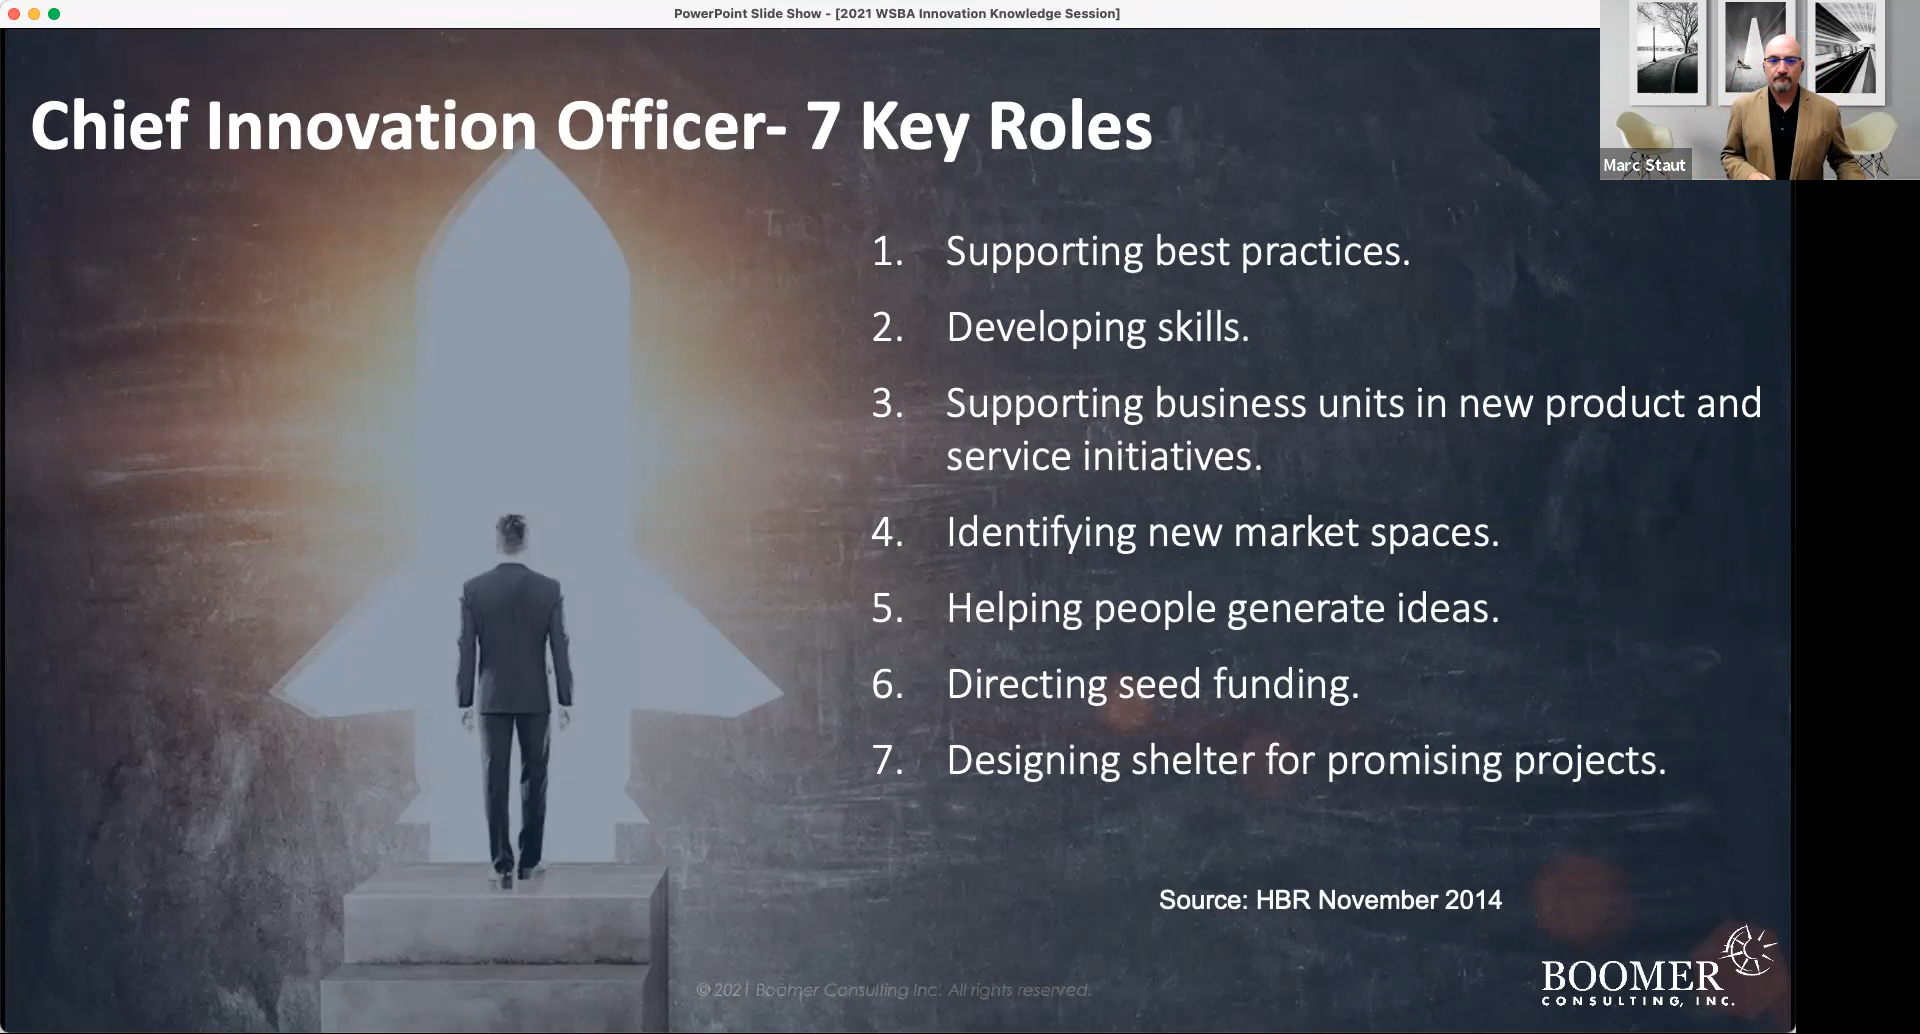 PowerPoint Slide Show - [2021 WSBA Innovation Knowledge Session]
Marc Staut
Chief Innovation Officer- 7 Key Roles
1. Supporting best practices.
2. Developing skills.
3. Supporting business units in new product and
service initiatives.
4. Identifying new market spaces.
5. Helping people generate ideas.
6. Directing seed funding.
7. Designing shelter for promising projects.
Source: HBR November 2014
BOOMER
CONSULTING, INC.
© 2021 Boomer Consulting Inc. All rights reserved.